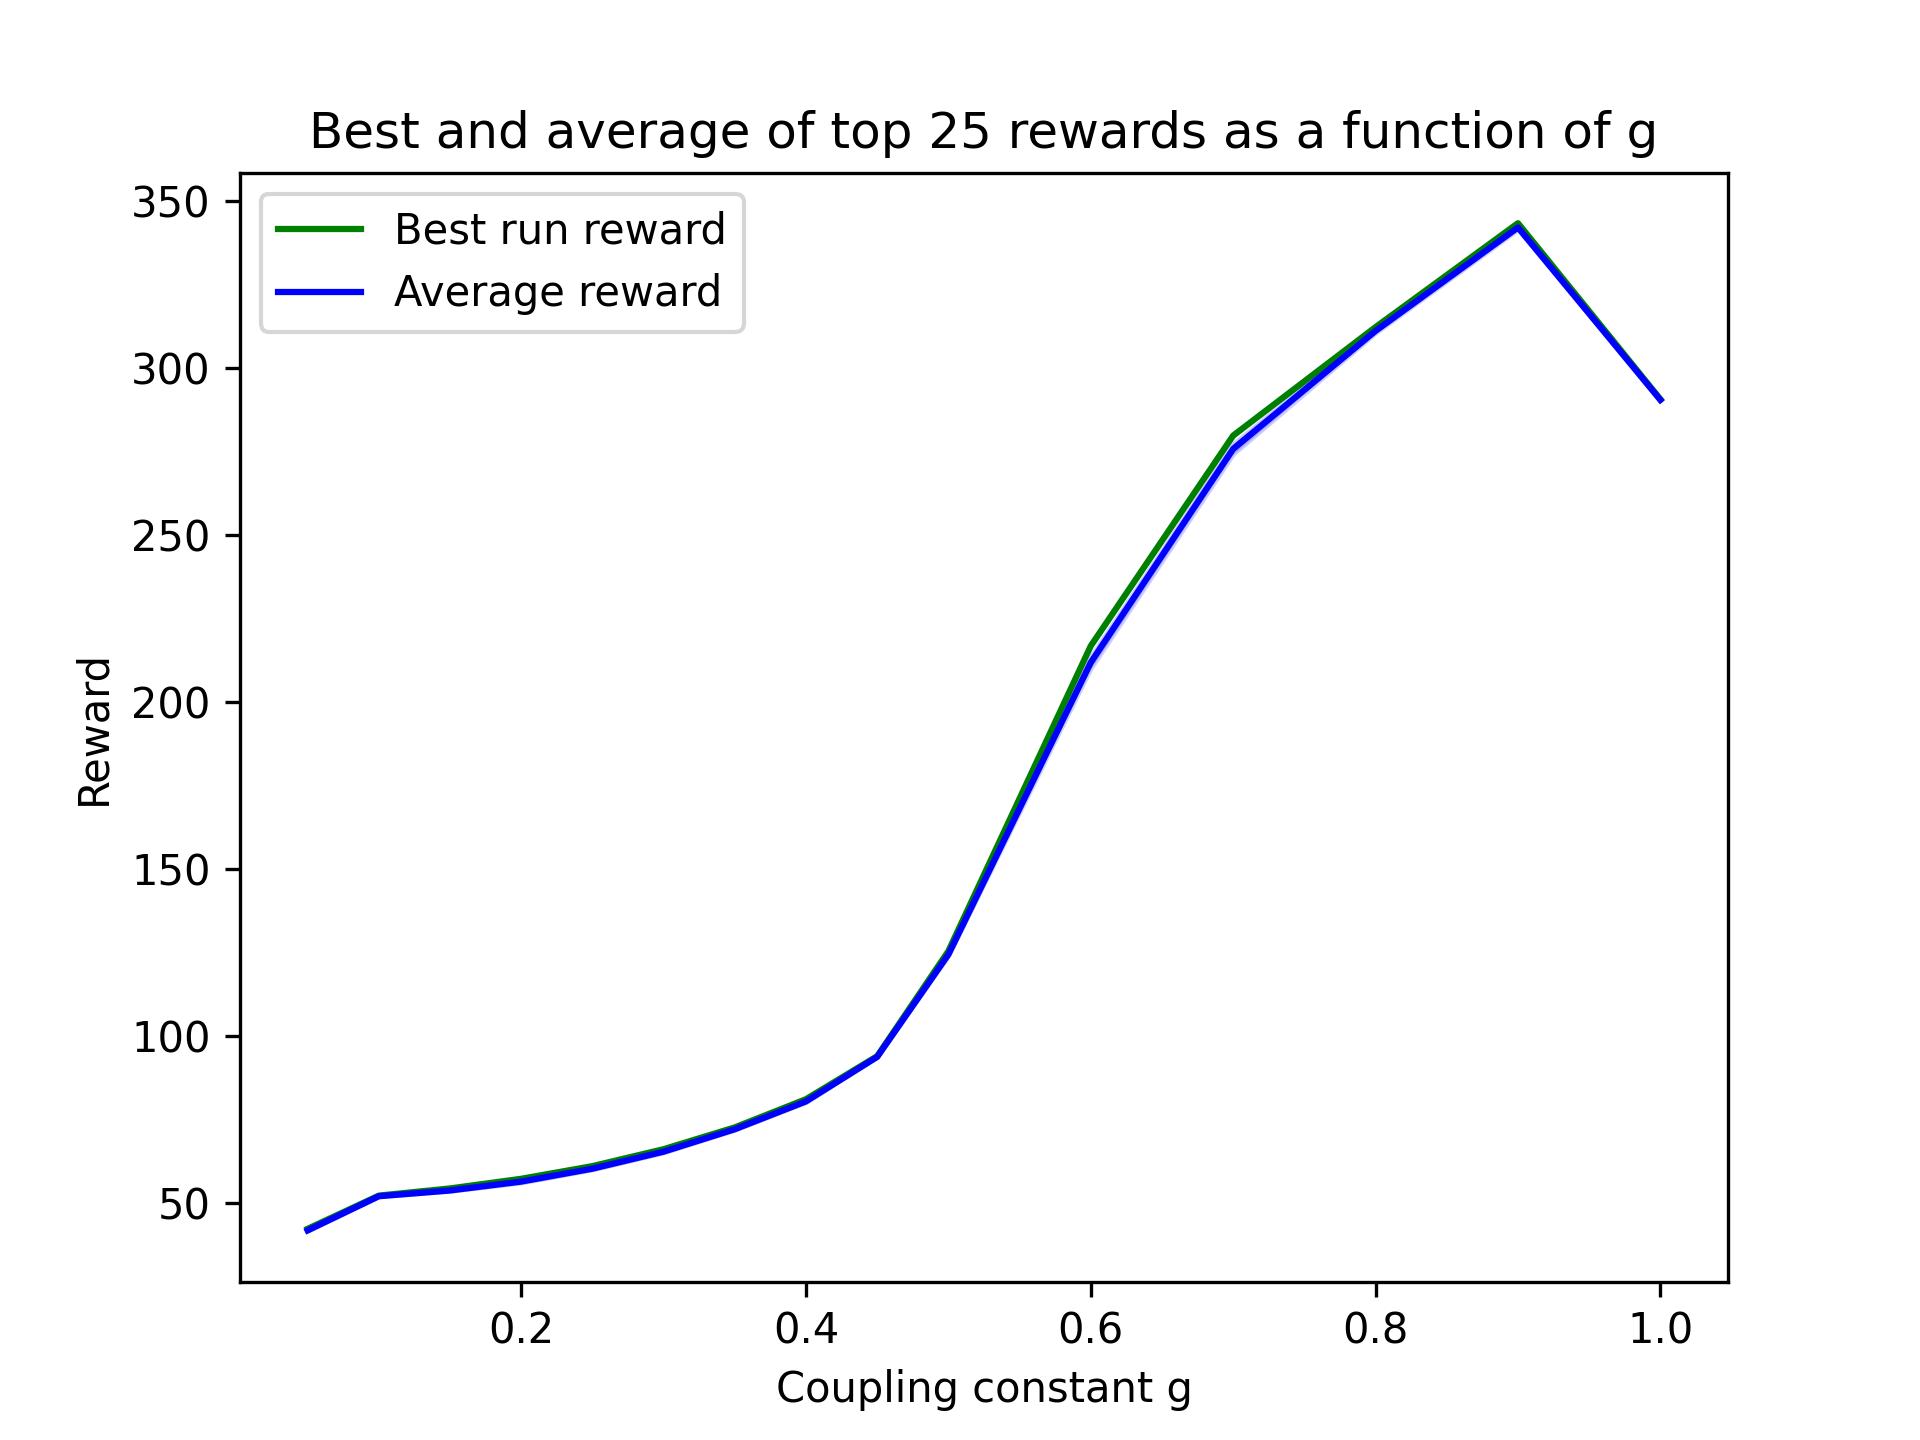 Best and average of top 25 rewards as a function of g
Best run reward
Average reward
350
300
250
200
150
100
50
Reward
0.2 0.4 0.6 0.8 1.0
Coupling constant g